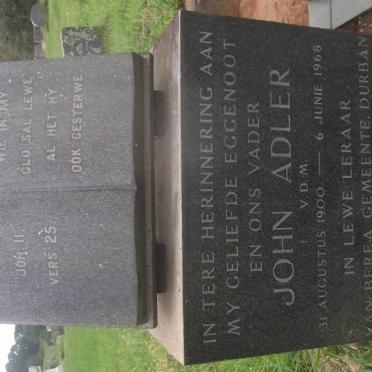 WIE IN MY
GLO SAL LEWE
AL HET HY
OOK GESTERWE.
JOH 11
VERS 25.
IN TERE HERINNERING AAN
MY GELIEFDE EGGENOOT
EN ONS VADER
JOHN ADLER
V.D.M.
31 AUGUSTUS 1900 — 6 JUNIE 1968
IN LEWE LERAAR
VAN BEREA GEMEENTE, DURBAN